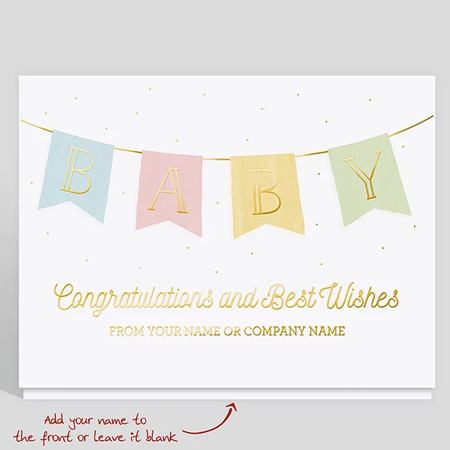 BABY
Congratulations and Best Wishes
FROM YOUR NAME OR COMPANY NAME
Add your name to
the front or leave it blank